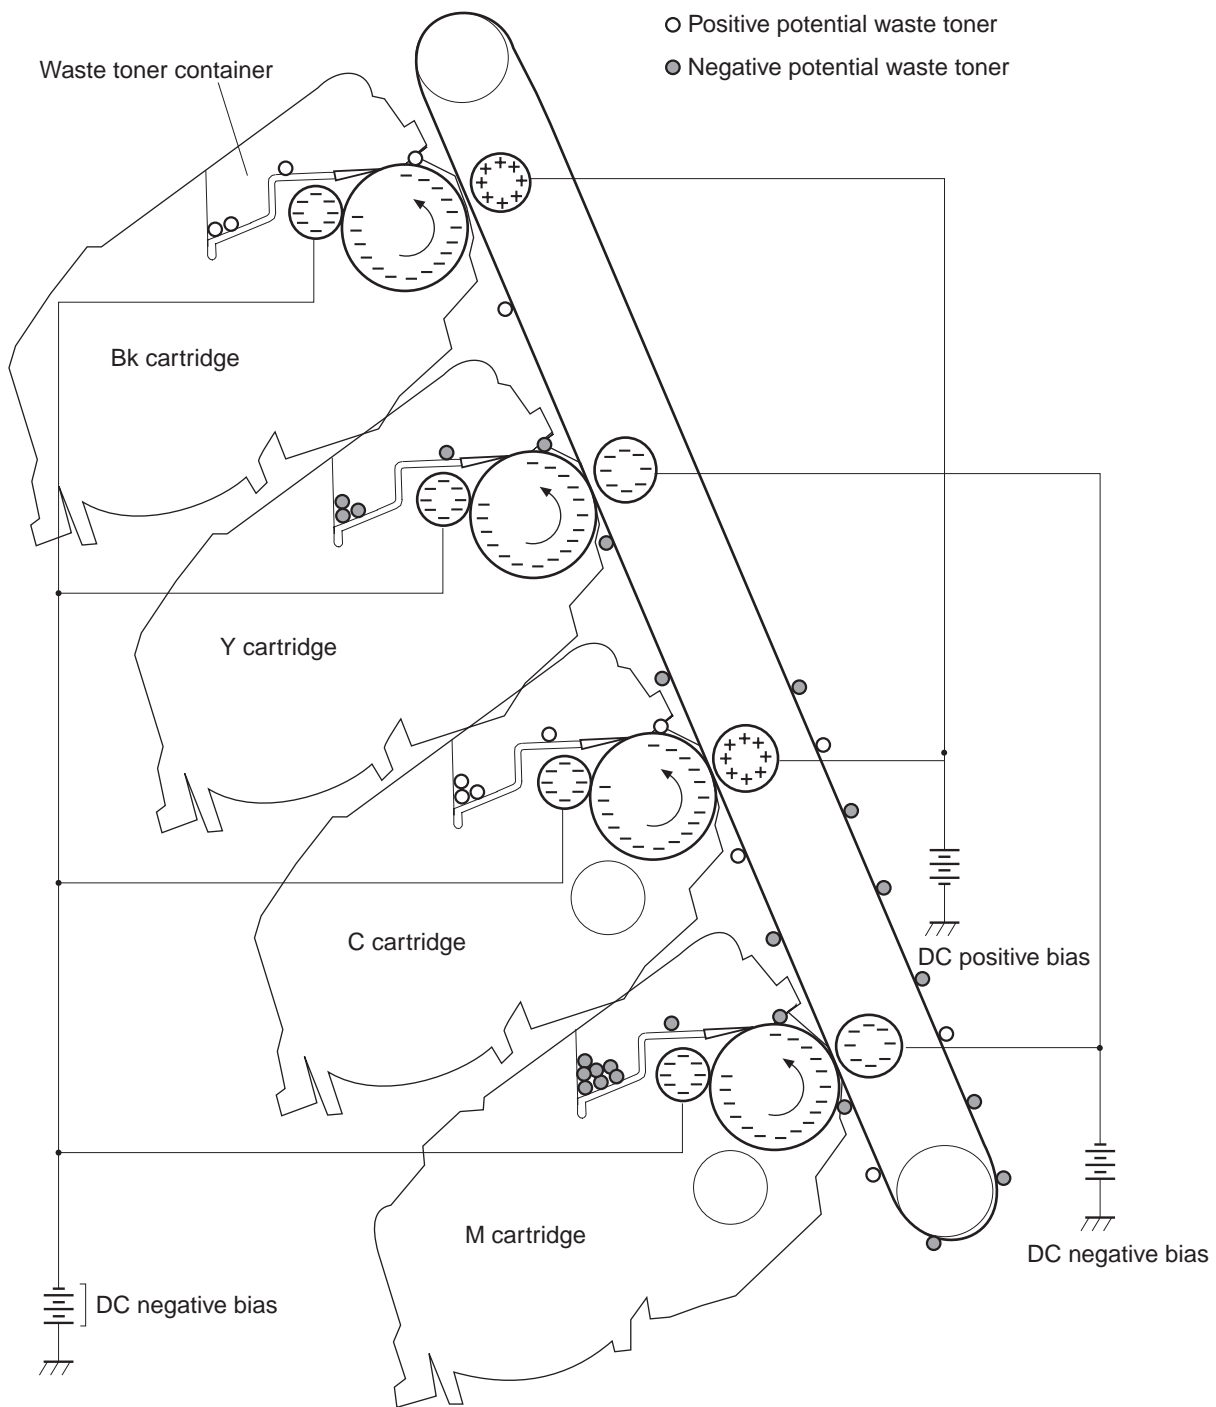 Positive potential waste toner
Negative potential waste toner
Waste toner container
Bk cartridge
Y cartridge
C cartridge
DC positive bias
M cartridge
DC negative bias
DC negative bias